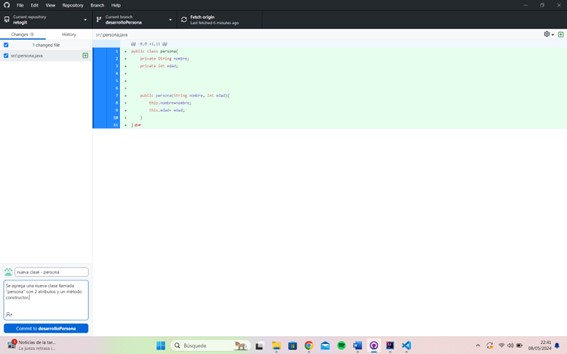 File Edit View Repository Branch Help
Current repository
retogit
Current branch
desarrolloPersona
Fetch origin
Last fetched 6 minutes ago
Changes 1
History
src\persona.java
1 changed file
@@ -0,0 +1,11 @@
src\persona.java
1 + public class persona{
2 + private String nombre;
3 + private int edad;
4 +
5 +
6 +
7 + public persona(String nombre, int edad){
8 + this.nombre=nombre;
9 + this.edad= edad;
10 + }
11 + }
nueva clase - persona
Se agrega una nueva clase llamada
"persona" con 2 atributos y un método
constructor.
Commit to desarrolloPersona
Noticias de la tar...
La jueza retrasa i...
Búsqueda
22:41
08/05/2024